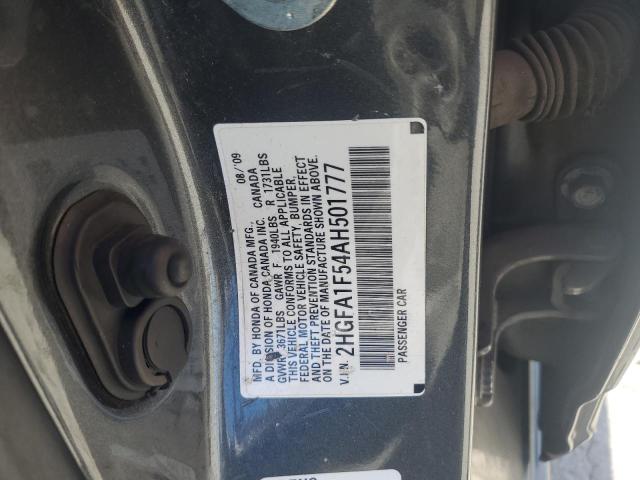 MFD. BY HONDA OF CANADA MFG., 08/'09
A DIVISION OF HONDA CANADA INC. CANADA
GVWR 3671LBS GAWR F 1940LBS R 1731LBS
THIS VEHICLE CONFORMS TO ALL APPLICABLE
FEDERAL MOTOR VEHICLE SAFETY, BUMPER,
AND THEFT PREVENTION STANDARDS IN EFFECT
ON THE DATE OF MANUFACTURE SHOWN ABOVE.
V.I.N. 2HGFA1F54AH501777
PASSENGER CAR